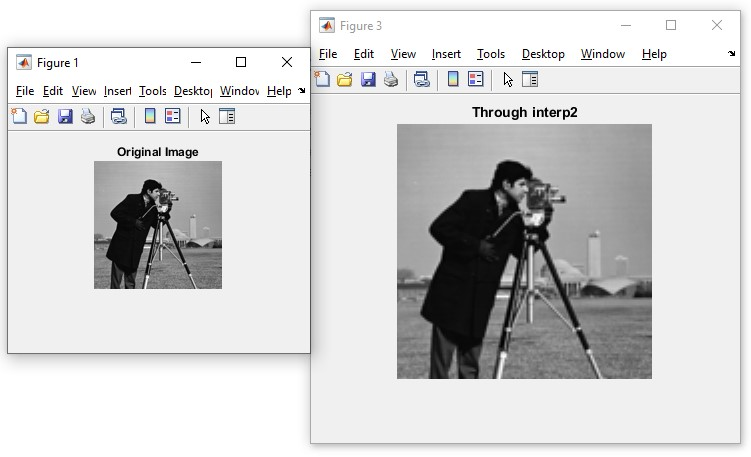 Figure 1
File Edit View Insert Tools Desktop Window Help
Original Image
Figure 3
File Edit View Insert Tools Desktop Window Help
Through interp2